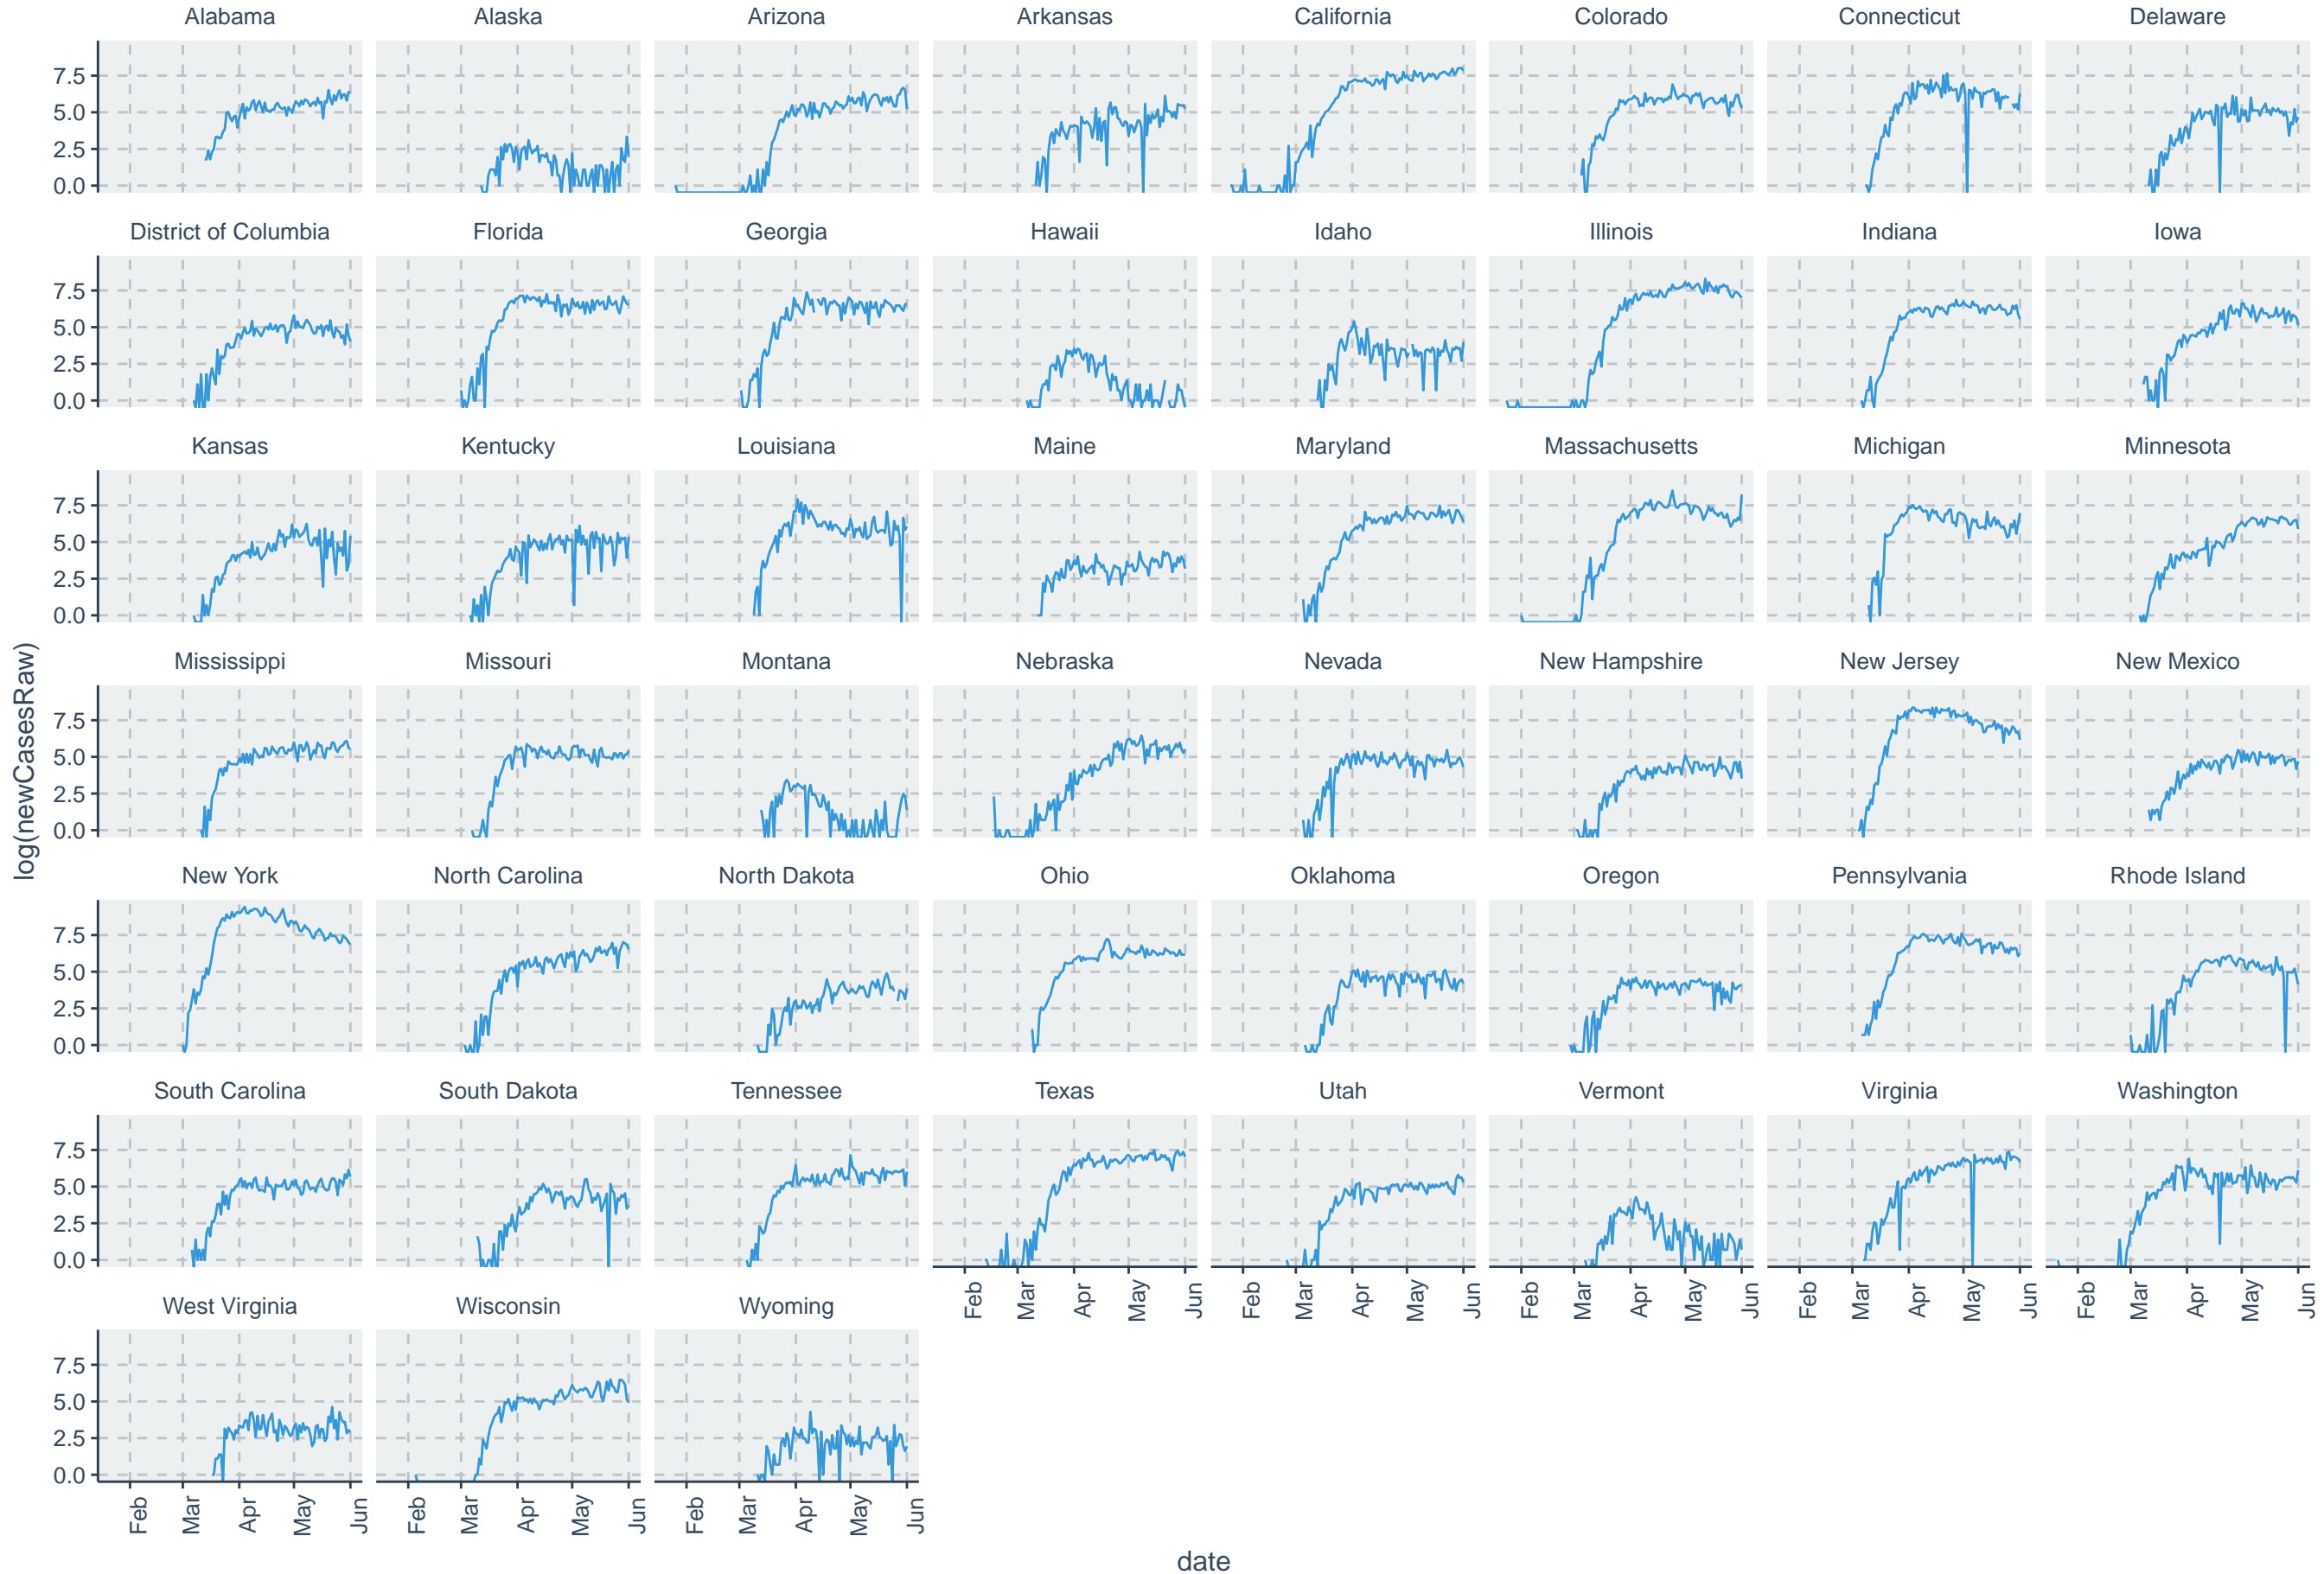 Alabama Alaska Arizona Arkansas California Colorado Connecticut Delaware
7.5
5.0
2.5
0.0
District of Columbia Florida Georgia Hawaii Idaho Illinois Indiana Iowa
7.5
5.0
2.5
0.0
Kansas Kentucky Louisiana Maine Maryland Massachusetts Michigan Minnesota
7.5
5.0
2.5
0.0
log(newCasesRaw)
Mississippi Missouri Montana Nebraska Nevada New Hampshire New Jersey New Mexico
7.5
5.0
2.5
0.0
New York North Carolina North Dakota Ohio Oklahoma Oregon Pennsylvania Rhode Island
7.5
5.0
2.5
0.0
South Carolina South Dakota Tennessee Texas Utah Vermont Virginia Washington
7.5
5.0
2.5
0.0
Feb Mar Apr May Jun Feb Mar Apr May Jun Feb Mar Apr May Jun Feb Mar Apr May Jun Feb Mar Apr May Jun
West Virginia Wisconsin Wyoming
7.5
5.0
2.5
0.0
Feb Mar Apr May Jun Feb Mar Apr May Jun Feb Mar Apr May Jun
date